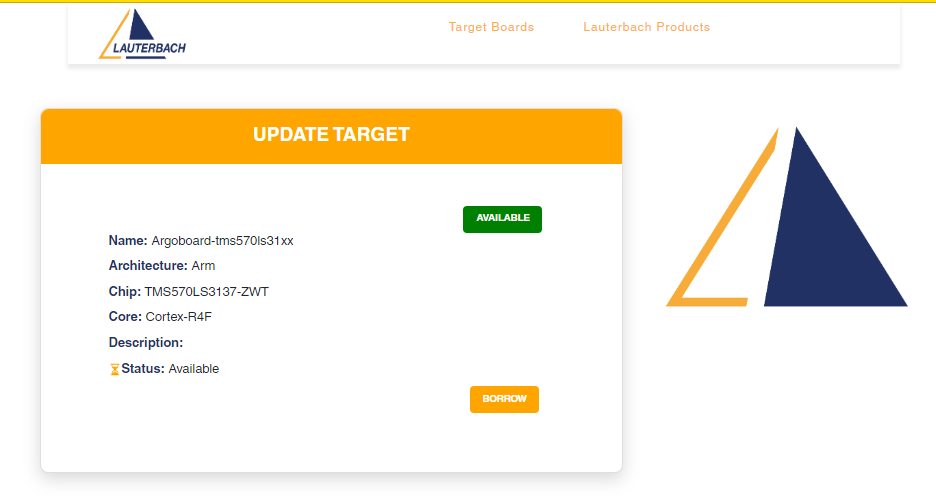 LAUTERBACH
Target Boards
Lauterbach Products
UPDATE TARGET
AVAILABLE
Name: Argoboard-tms570ls31xx
Architecture: Arm
Chip: TMS570LS3137-ZWT
Core: Cortex-R4F
Description:
Status: Available
BORROW